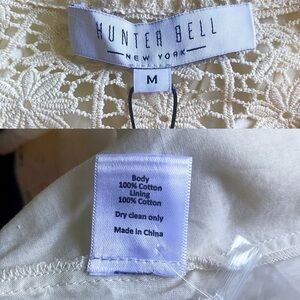 HUNTER BELL
NEW YORK
M
Body
100% Cotton
Lining
100% Cotton
Dry clean only
Made in China